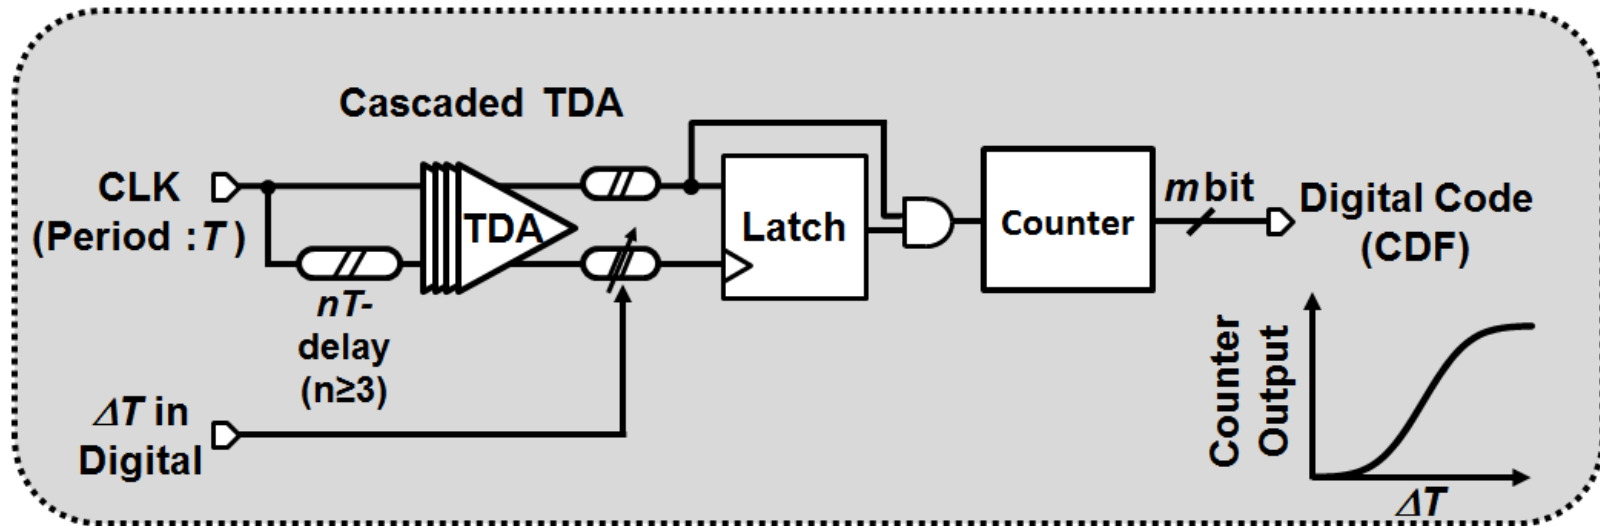 Cascaded TDA
CLK
(Period : T )
TDA
nT-
delay
(n≥3)
ΔT in
Digital
Latch
Counter
m bit
Digital Code
(CDF)
Counter
Output
ΔT